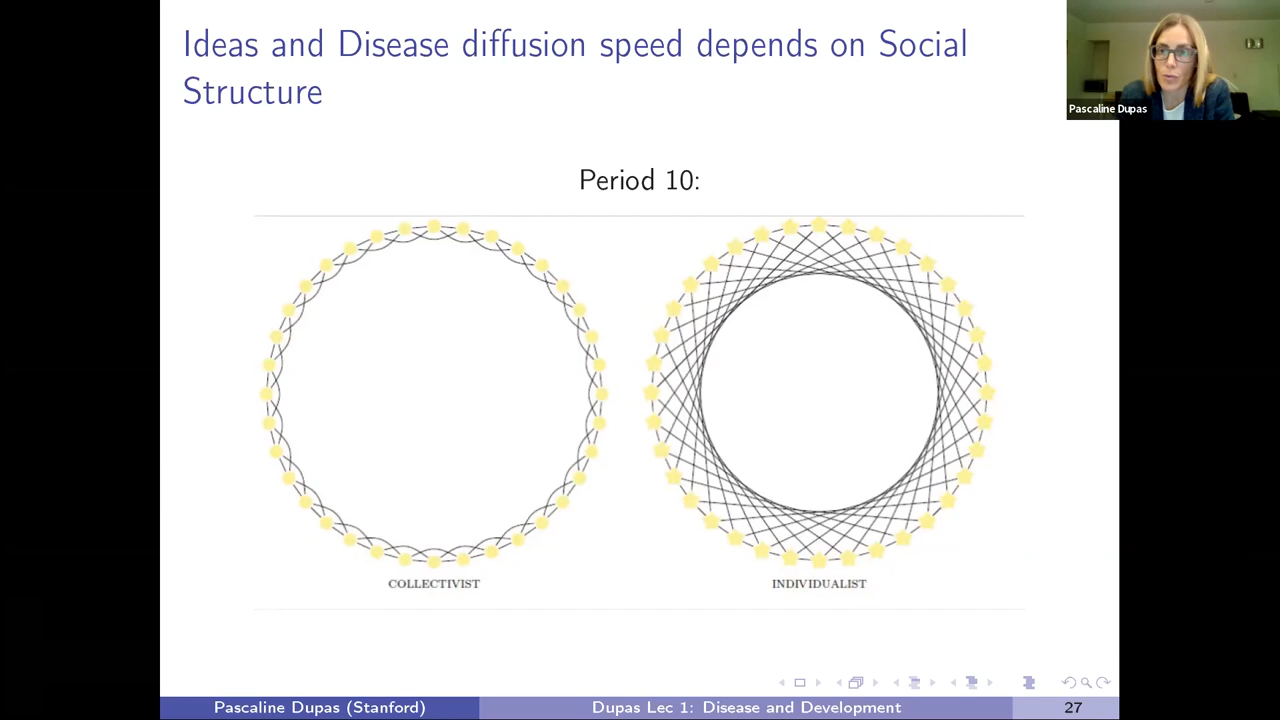 Ideas and Disease diffusion speed depends on Social
Structure
Pascaline Dupas
Period 10:
COLLECTIVIST
INDIVIDUALIST
Pascaline Dupas (Stanford)
Dupas Lec 1: Disease and Development
27